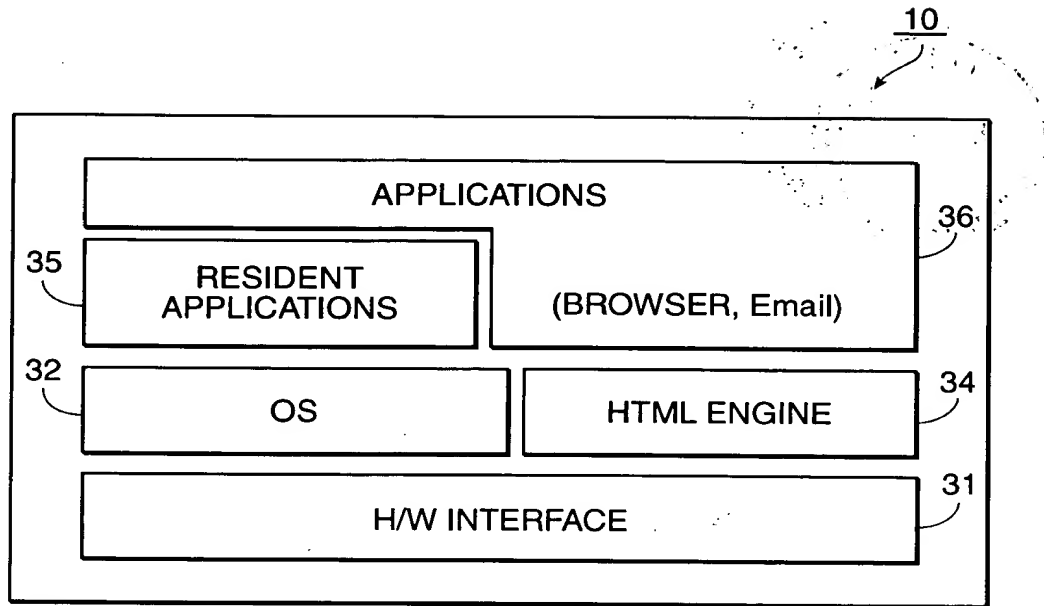 10
APPLICATIONS
36
35
RESIDENT
APPLICATIONS
(BROWSER, Email)
32
OS
HTML ENGINE
34
H/W INTERFACE
31